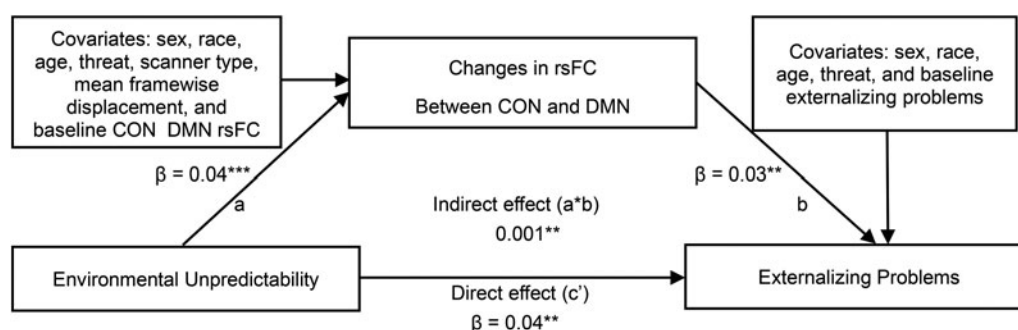 Covariates: sex, race,
age, threat, scanner type,
mean framewise
displacement, and
baseline CON DMN rsFC
Changes in rsFC
Between CON and DMN
Covariates: sex, race,
age, threat, and baseline
externalizing problems
β = 0.04***
a
β = 0.03**
b
Indirect effect (a*b)
0.001**
Environmental Unpredictability
Externalizing Problems
Direct effect (c’)
β = 0.04**